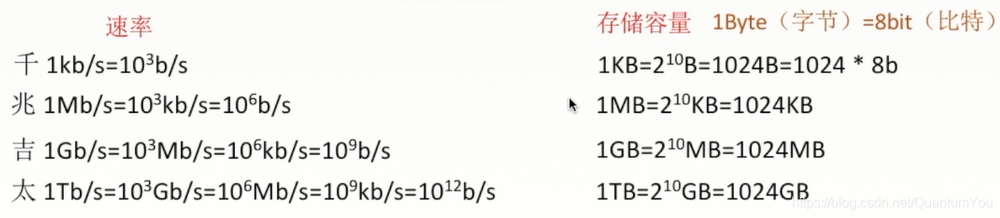 速率
千 1kb/s=10³b/s
兆 1Mb/s=10³kb/s=10⁶b/s
吉 1Gb/s=10³Mb/s=10⁶kb/s=10⁹b/s
太 1Tb/s=10³Gb/s=10⁶Mb/s=10⁹kb/s=10¹²b/s
存储容量 1Byte（字节）=8bit（比特）
1KB=2¹⁰B=1024B=1024 * 8b
1MB=2¹⁰KB=1024KB
1GB=2¹⁰MB=1024MB
1TB=2¹⁰GB=1024GB
https://blog.csdn.net/QuantumYou